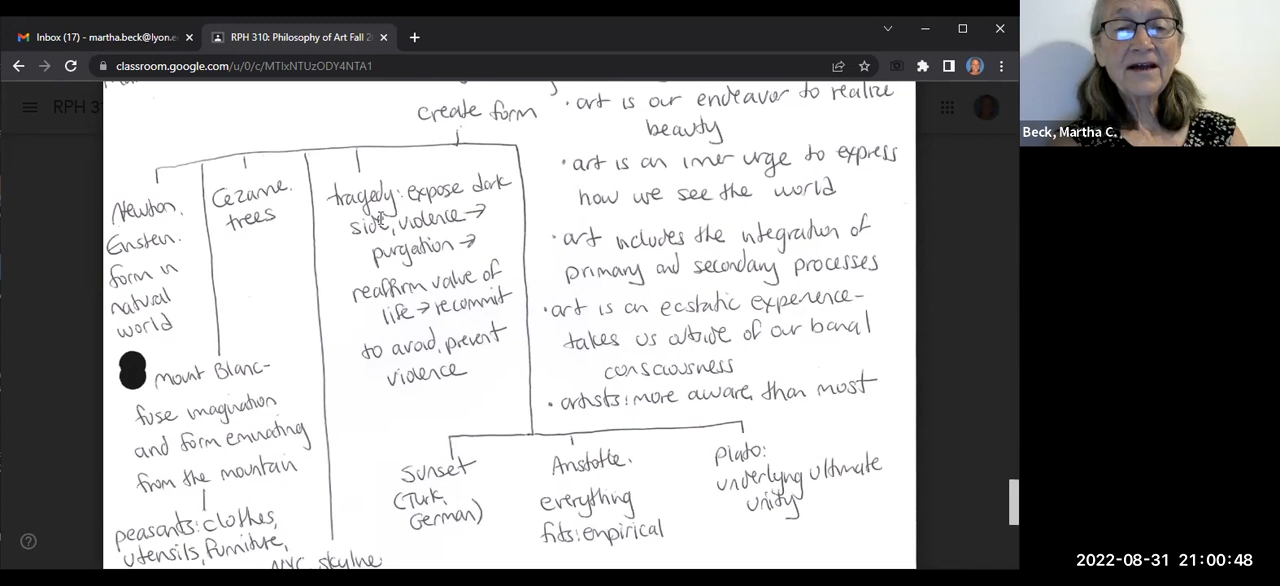 Inbox (17) - martha.beck@lyon.e
RPH 310: Philosophy of Art Fall 2
classroom.google.com/u/0/c/MTIxNTUzODY4NTA1
RPH 3
Beck, Martha C.
create form
Newton.
Einstein.
form in
natural
world
Cezanne.
trees
mount Blanc-
fuse imagination
and form eminating
from the mountain
peasants: clothes,
utensils, furniture,
NYC skyline
tragedy: expose dark
side, violence →
purgation →
reaffirm value of
life → recommit
to avoid, prevent
violence
• art is our endeavor to realize
beauty
• art is an inner urge to express
how we see the world
• art includes the integration of
primary and secondary processes
• art is an ecstatic experience-
takes us outside of our banal
consciousness
• artists: more aware than most
Sunset
(Turk,
German)
Aristotle.
everything
fits: empirical
Plato:
underlying ultimate
unity
2022-08-31 21:00:48